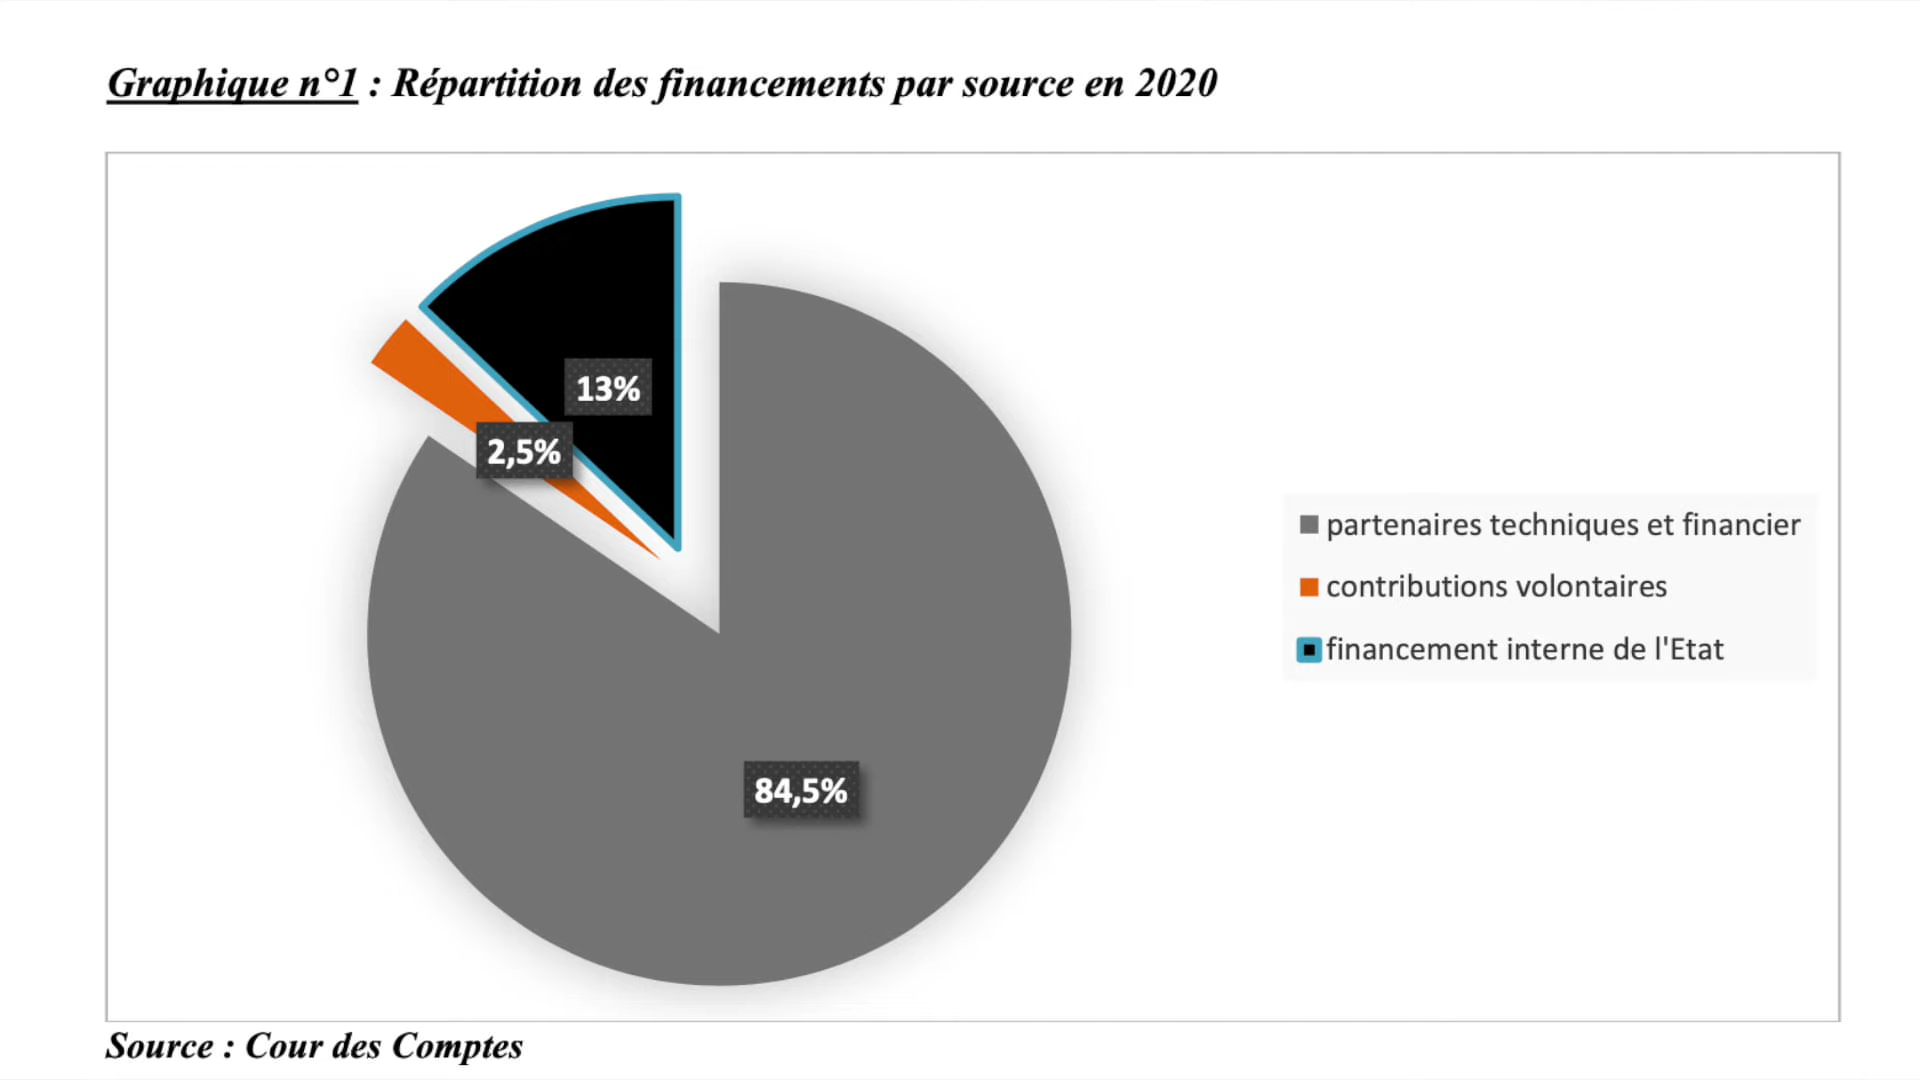 Graphique n°1 : Répartition des financements par source en 2020
13%
2,5%
84,5%
partenaires techniques et financier
contributions volontaires
financement interne de l'Etat
Source : Cour des Comptes